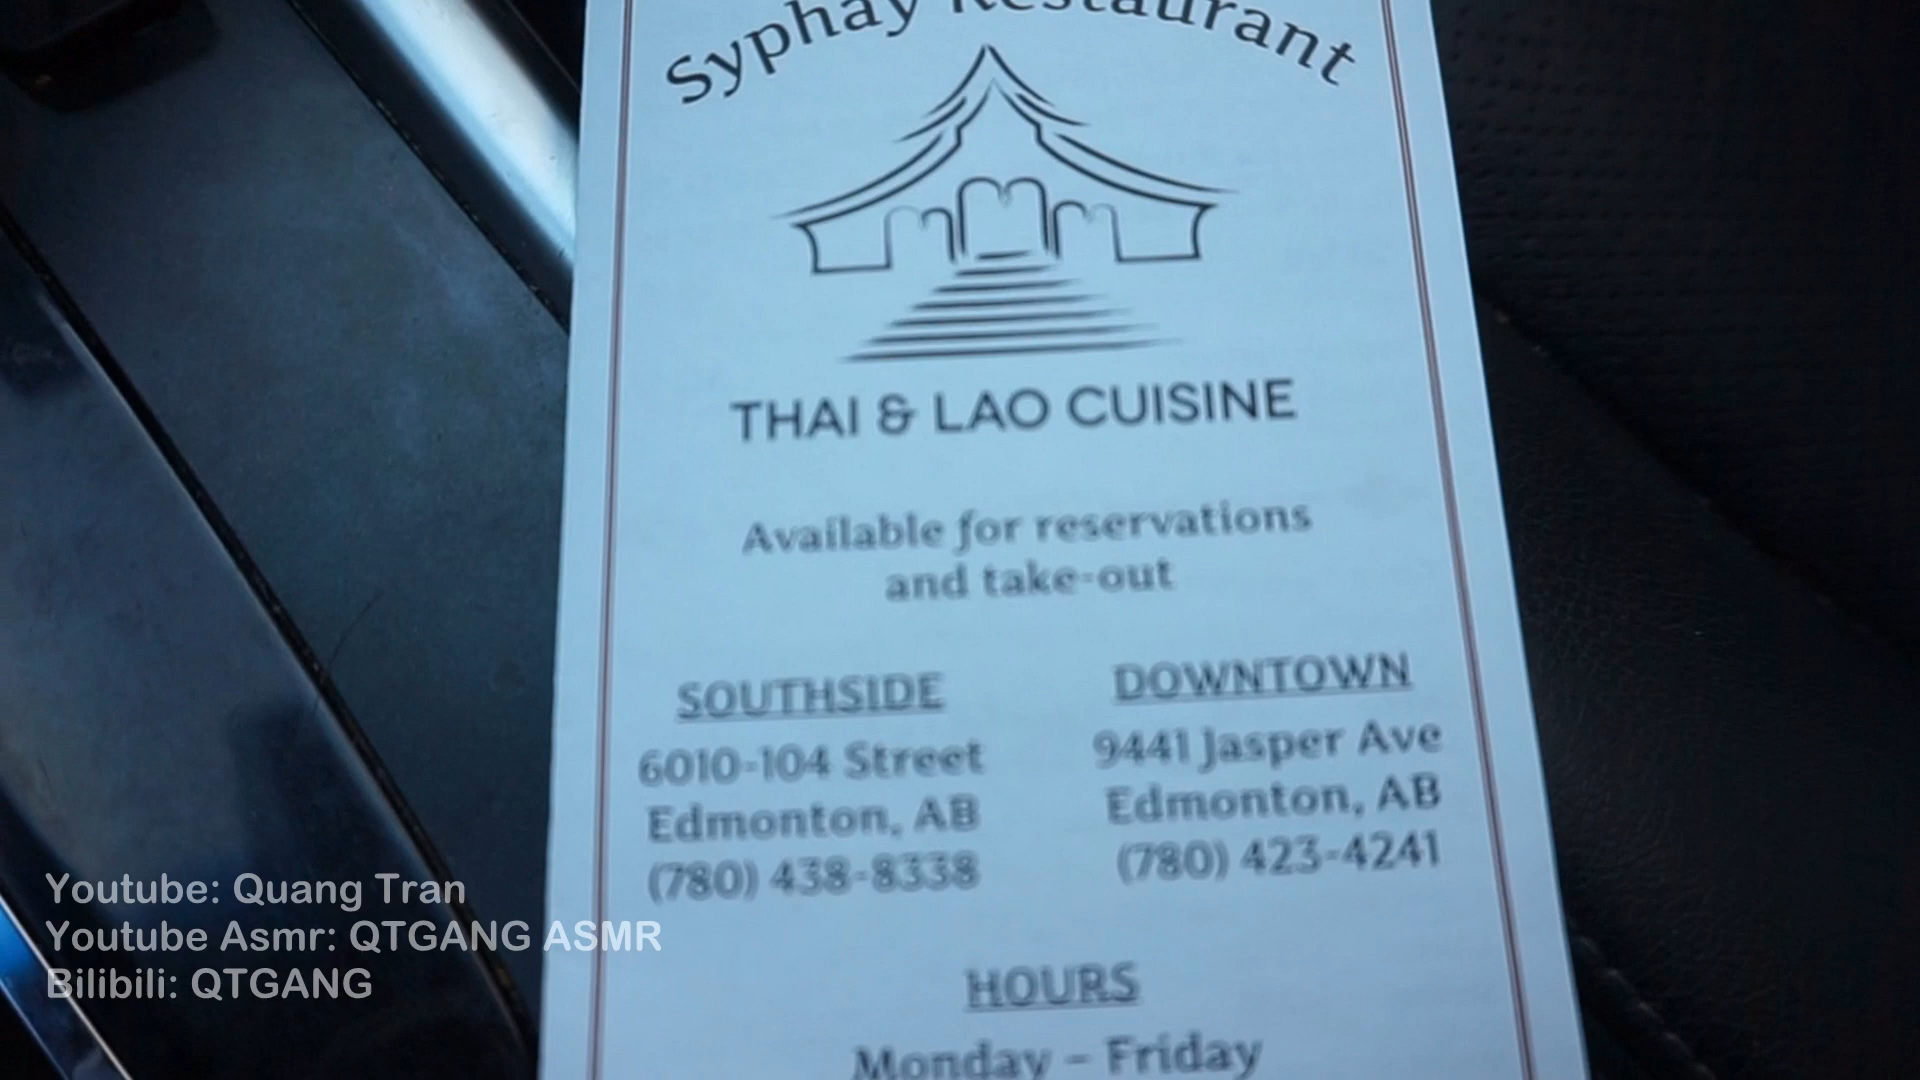 Syphay Restaurant
THAI & LAO CUISINE
Available for reservations
and take-out
SOUTHSIDE
6010-104 Street
Edmonton, AB
(780) 438-8338
DOWNTOWN
9441 Jasper Ave
Edmonton, AB
(780) 423-4241
HOURS
Monday – Friday
Youtube: Quang Tran
Youtube Asmr: QTGANG ASMR
Bilibili: QTGANG